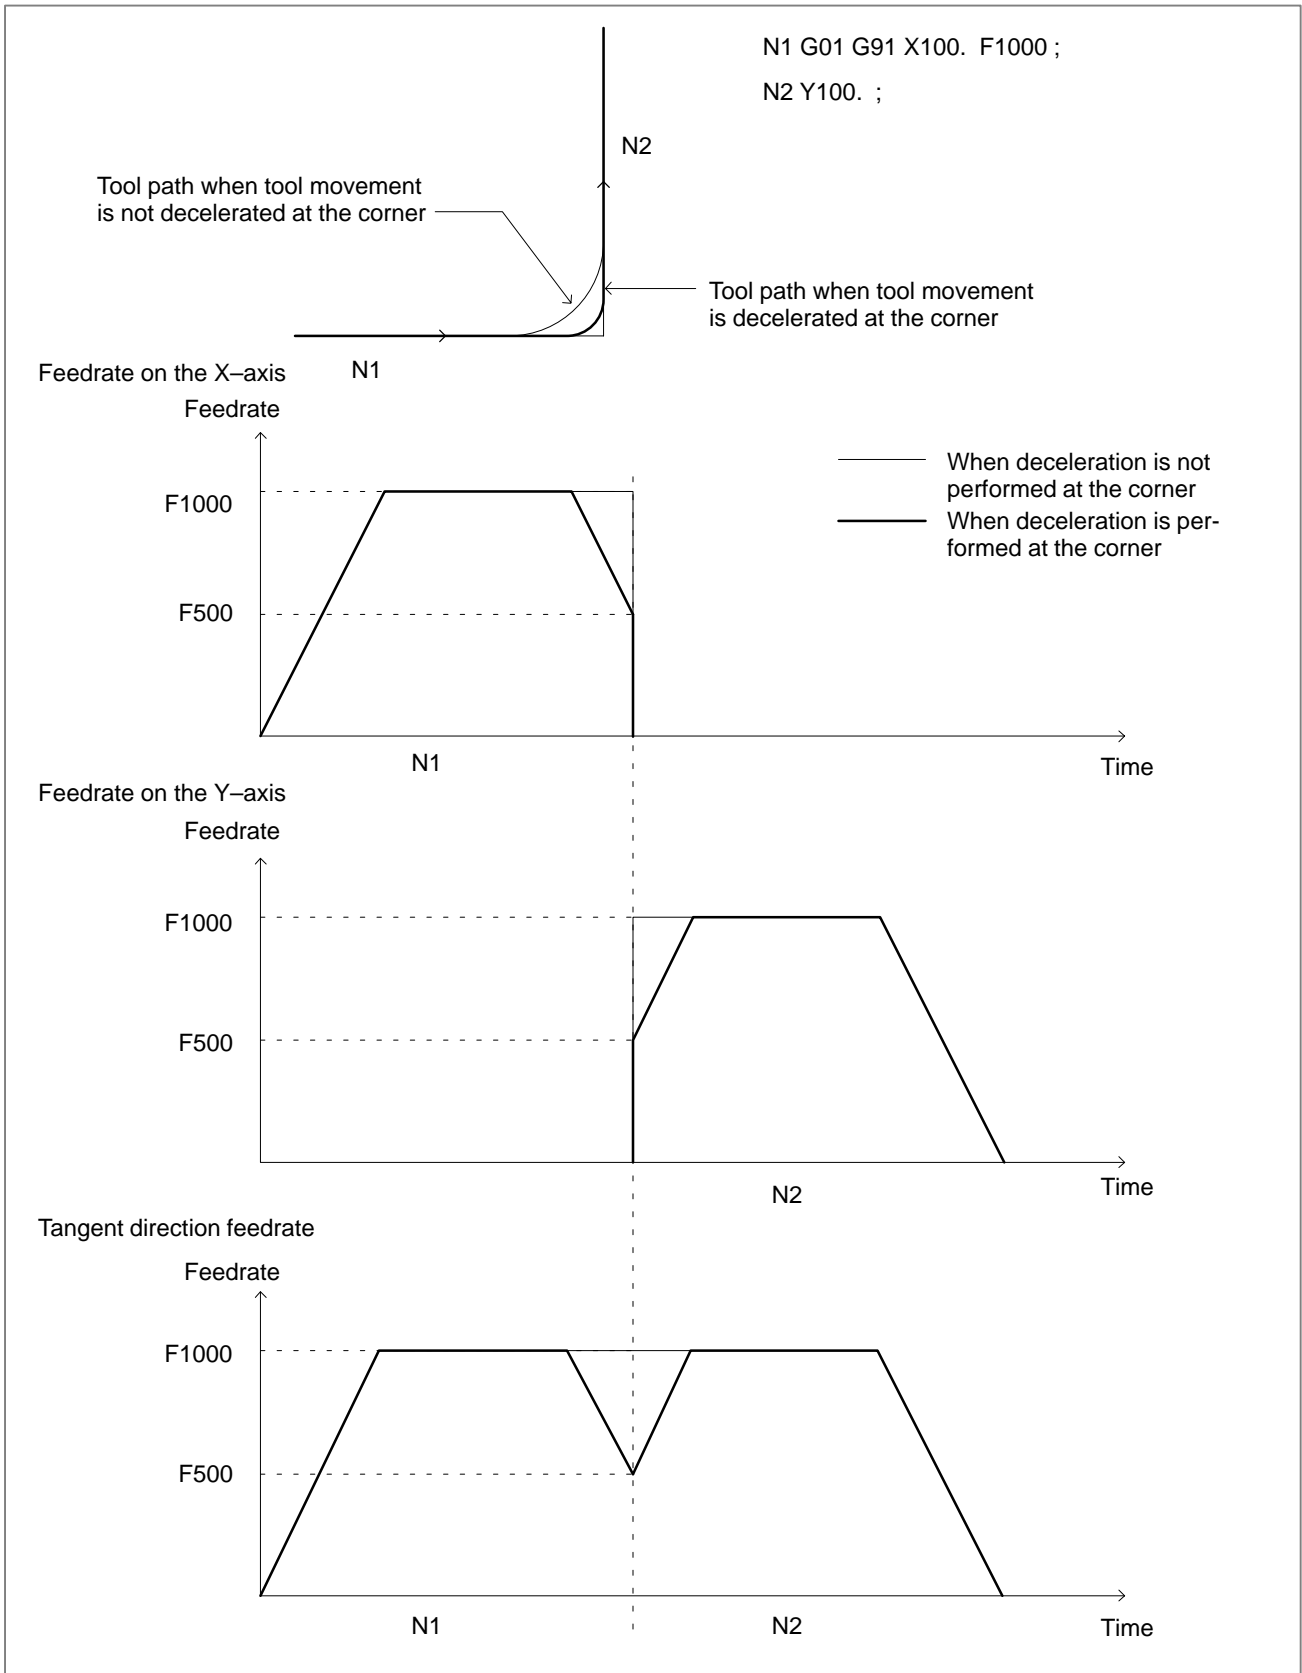 N1 G01 G91 X100. F1000 ;
N2 Y100. ;
N2
Tool path when tool movement
is not decelerated at the corner
Tool path when tool movement
is decelerated at the corner
N1
Feedrate on the X–axis
Feedrate
When deceleration is not
performed at the corner
When deceleration is per-
formed at the corner
F1000
F500
N1
Time
Feedrate on the Y–axis
Feedrate
F1000
F500
N2
Time
Tangent direction feedrate
Feedrate
F1000
F500
N1
N2
Time